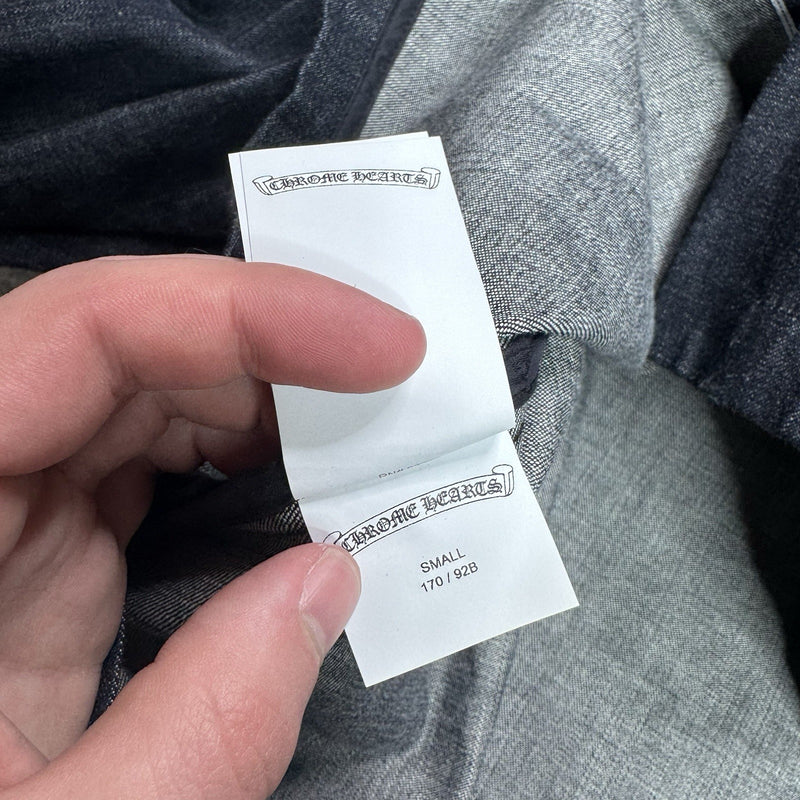 CHROME HEARTS
CHROME HEARTS
SMALL
170 / 92B